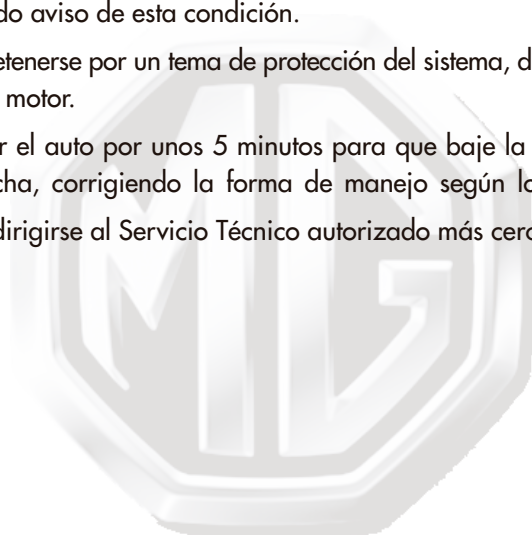 do aviso de esta condición.
etenerse por un tema de protección del sistema, d
motor.
r el auto por unos 5 minutos para que baje la
cha, corrigiendo la forma de manejo según lo
dirigirse al Servicio Técnico autorizado más cerc
MG